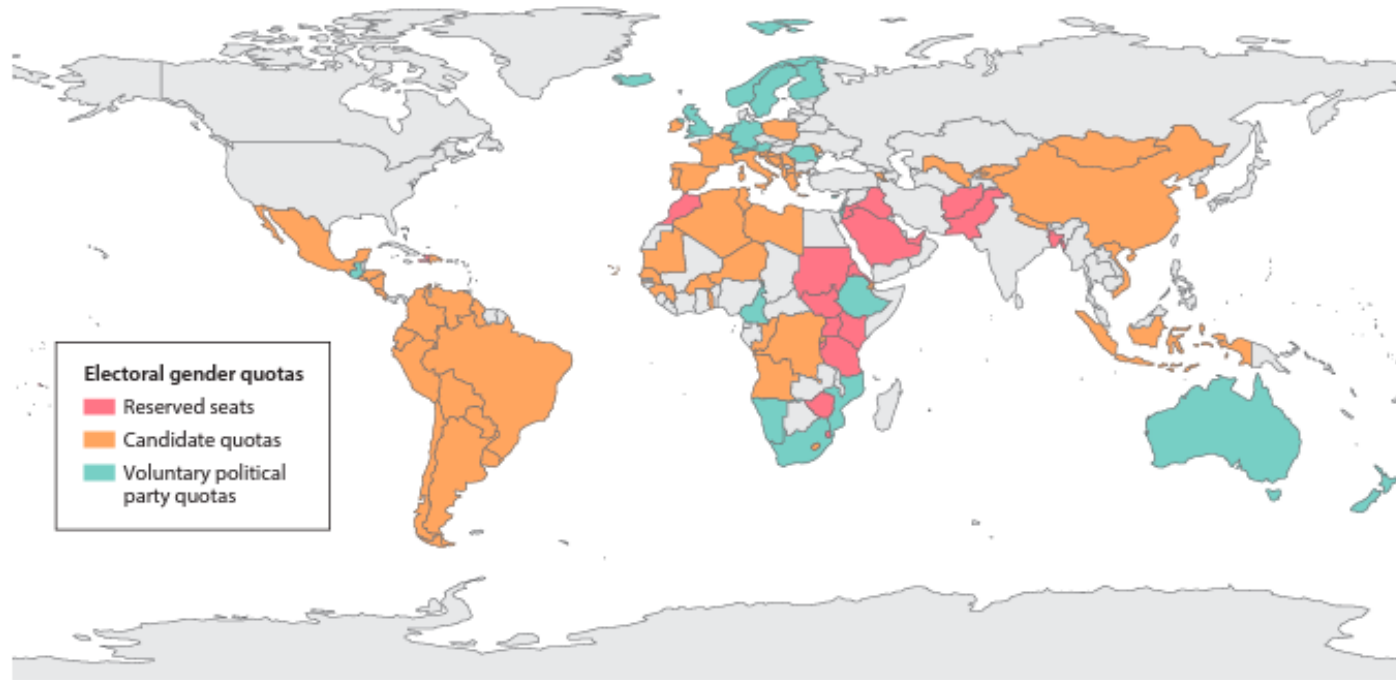 Electoral gender quotas
Reserved seats
Candidate quotas
Voluntary political
party quotas